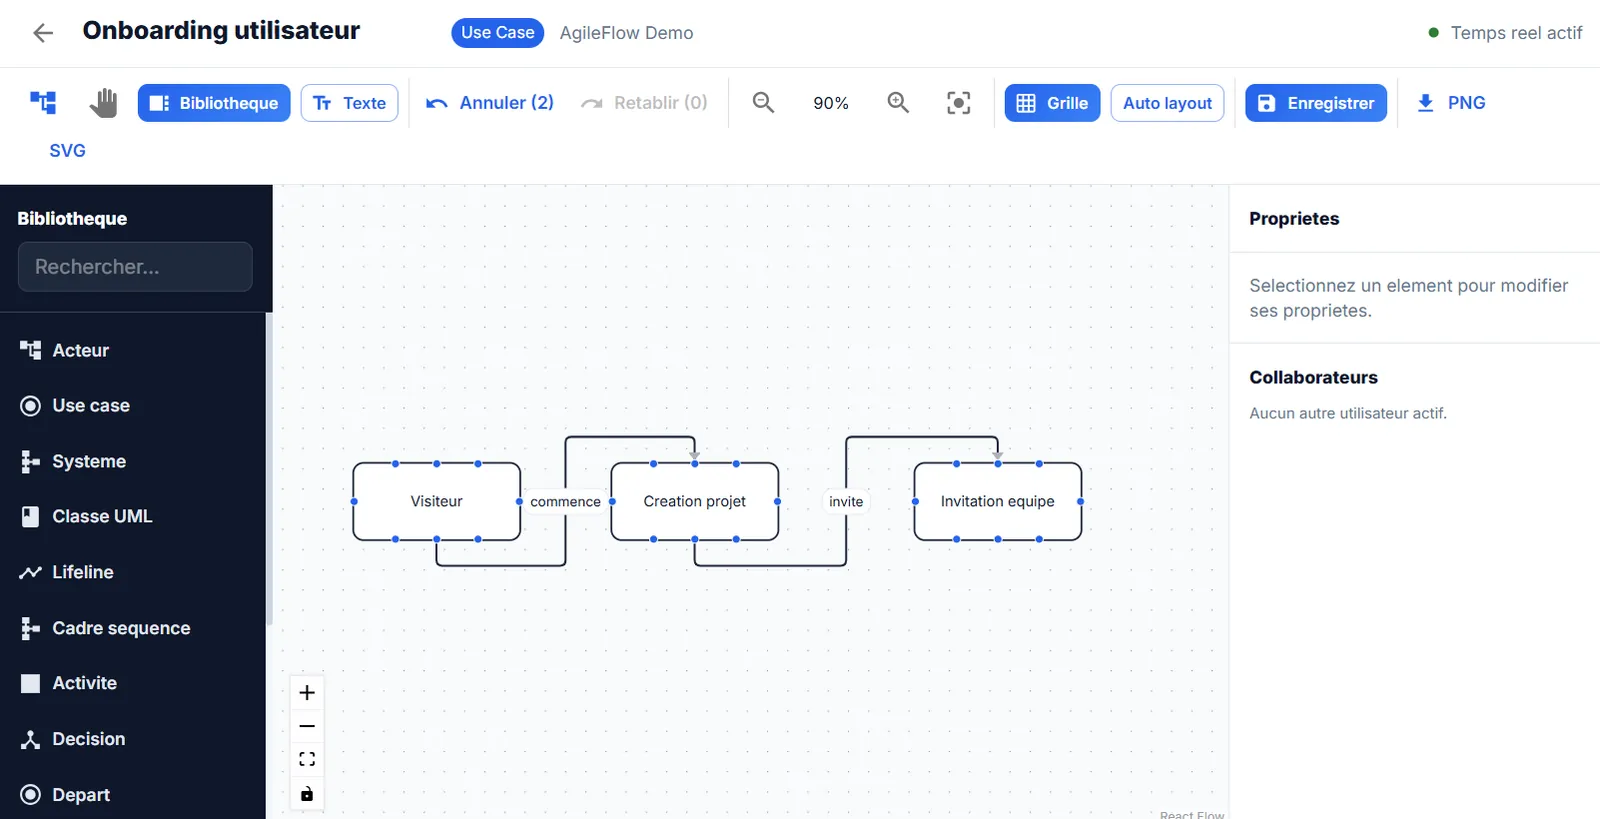 Onboarding utilisateur
Use Case
AgileFlow Demo
Temps reel actif
Bibliotheque
Texte
Annuler (2)
Retablir (0)
90%
Grille
Auto layout
Enregistrer
PNG
SVG
Bibliotheque
Rechercher...
Acteur
Use case
Systeme
Classe UML
Lifeline
Cadre sequence
Activite
Decision
Depart
Visiteur
commence
Creation projet
invite
Invitation equipe
React Flow
Proprietes
Selectionnez un element pour modifier
ses proprietes.
Collaborateurs
Aucun autre utilisateur actif.